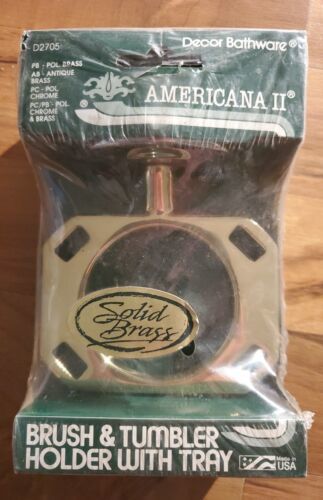 D2705
Decor Bathware®
PB - POL. BRASS
AB - ANTIQUE
BRASS
PC - POL.
CHROME
PC/PB - POL.
CHROME
& BRASS
AMERICANA II®
Solid
Brass
BRUSH & TUMBLER
HOLDER WITH TRAY
Made in
USA